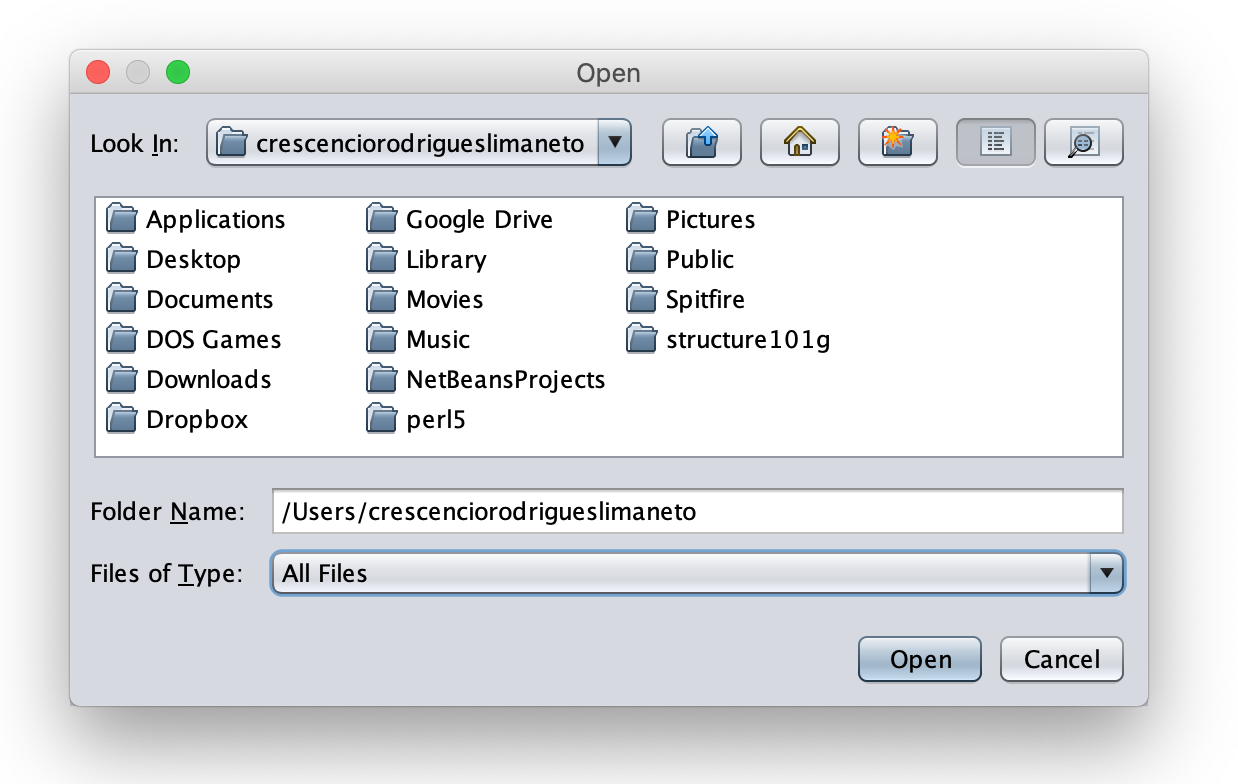 Open
Look In: crescenciorodrigueslimaneto
Applications Google Drive Pictures
Desktop Library Public
Documents Movies Spitfire
DOS Games Music structure101g
Downloads NetBeansProjects
Dropbox perl5
Folder Name: /Users/crescenciorodrigueslimaneto
Files of Type: All Files
Open Cancel